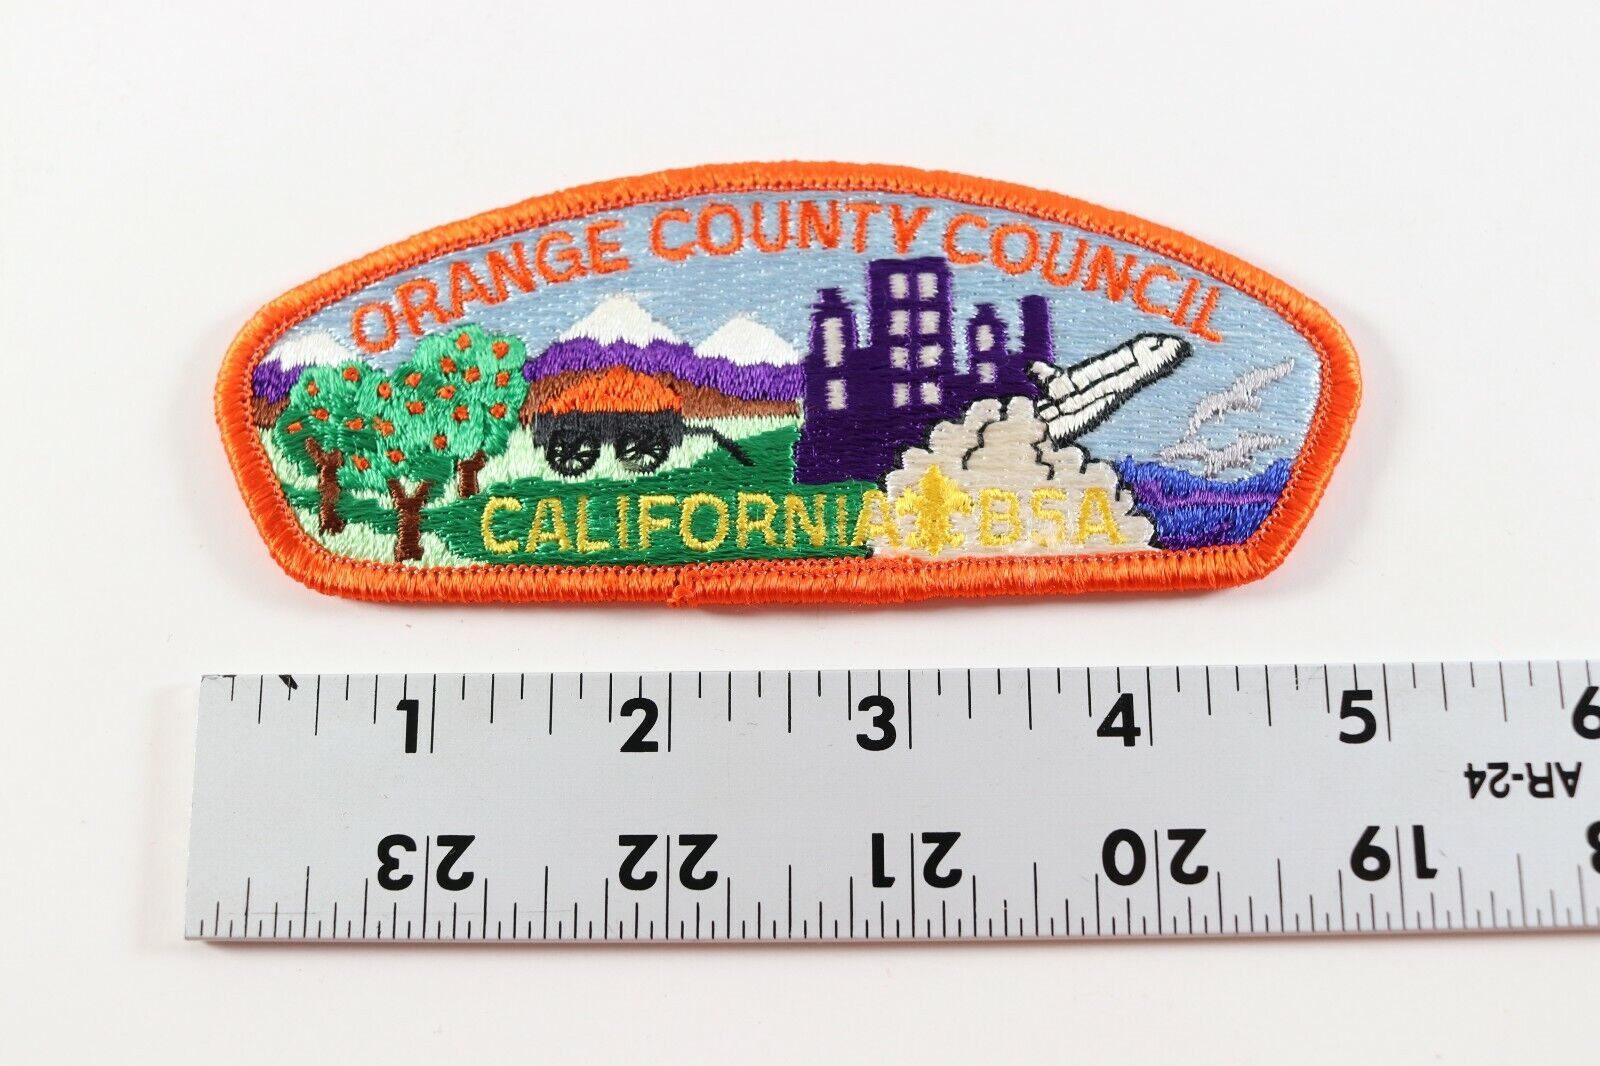 ORANGE COUNTY COUNCIL
CALIFORNIA BSA
1 2 3 4 5 6
AR-24
23 22 21 20 19